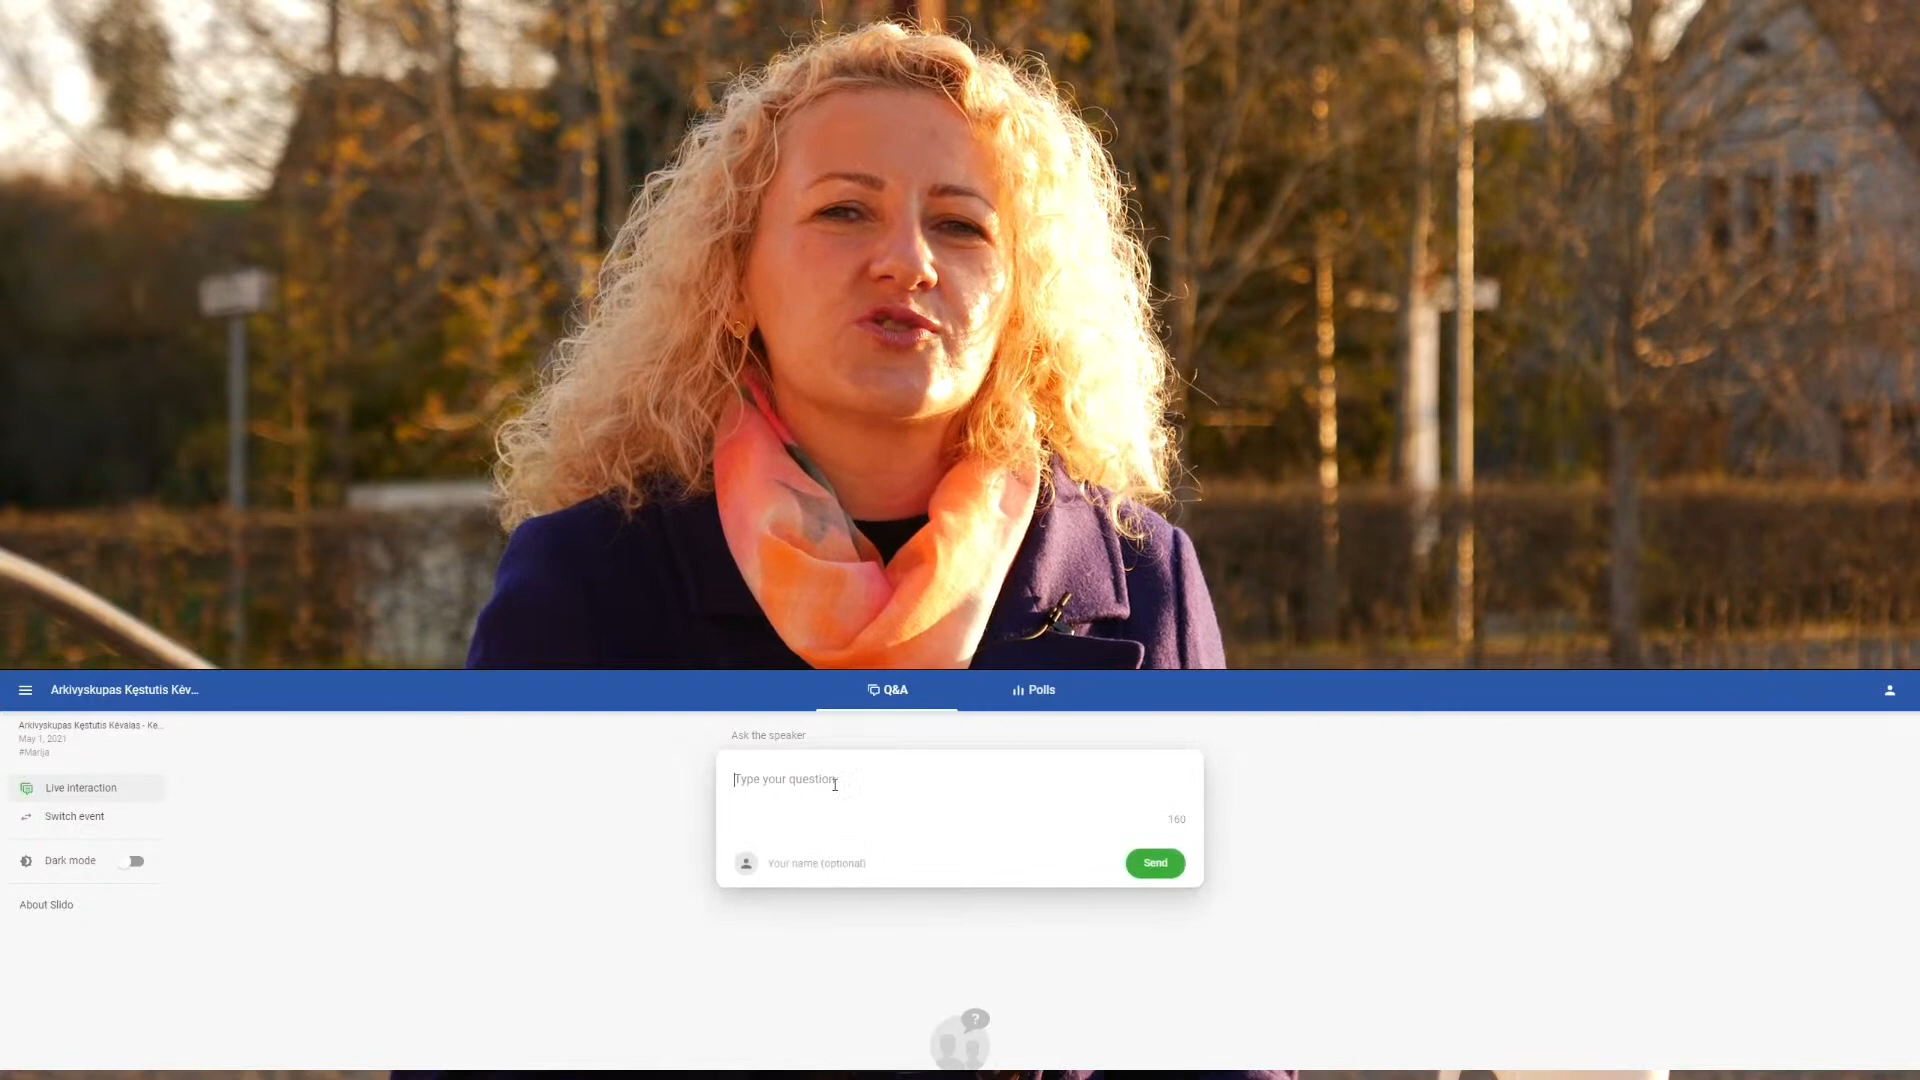 Arkivyskupas Kęstutis Kėv...
Q&A
Polls
Arkivyskupas Kęstutis Kėvalas - Ke...
May 1, 2021
#Marija
Live interaction
Switch event
Dark mode
About Slido
Ask the speaker
Type your question
160
Your name (optional)
Send
?